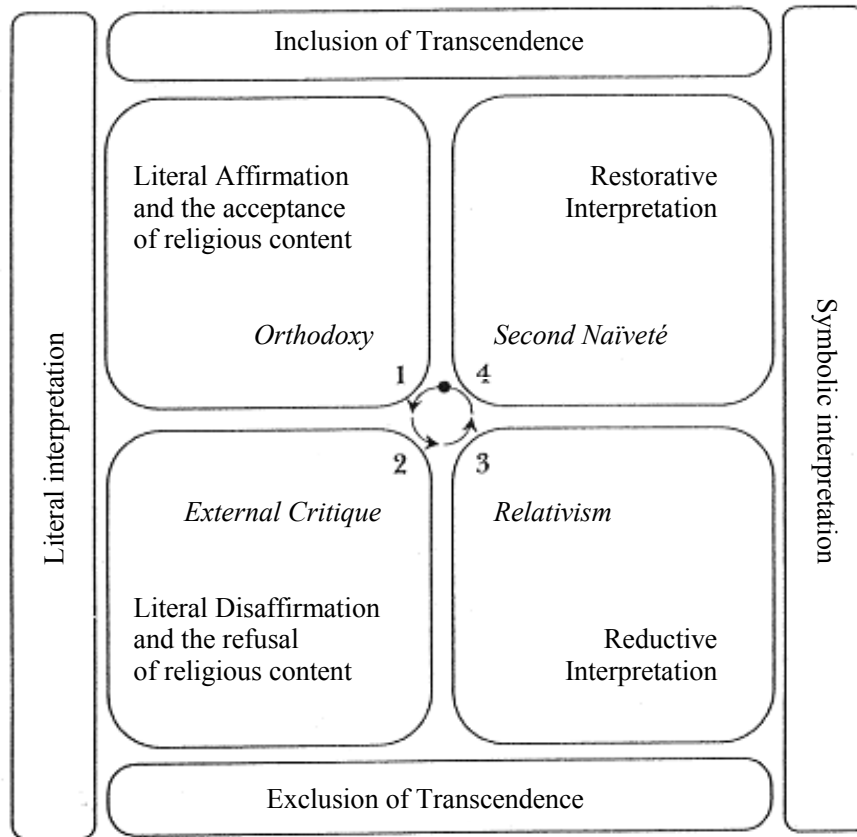 Inclusion of Transcendence
Literal interpretation
Literal Affirmation
and the acceptance
of religious content
Orthodoxy
1
Restorative
Interpretation
Second Naïveté
4
2
External Critique
Literal Disaffirmation
and the refusal
of religious content
3
Relativism
Reductive
Interpretation
Symbolic interpretation
Exclusion of Transcendence